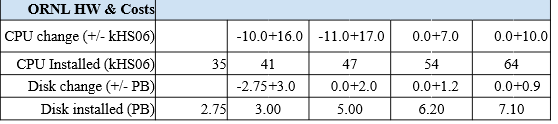 ORNL HW & Costs
CPU change (+/- kHS06) -10.0+16.0 -11.0+17.0 0.0+7.0 0.0+10.0
CPU Installed (kHS06) 35 41 47 54 64
Disk change (+/- PB) -2.75+3.0 0.0+2.0 0.0+1.2 0.0+0.9
Disk installed (PB) 2.75 3.00 5.00 6.20 7.10